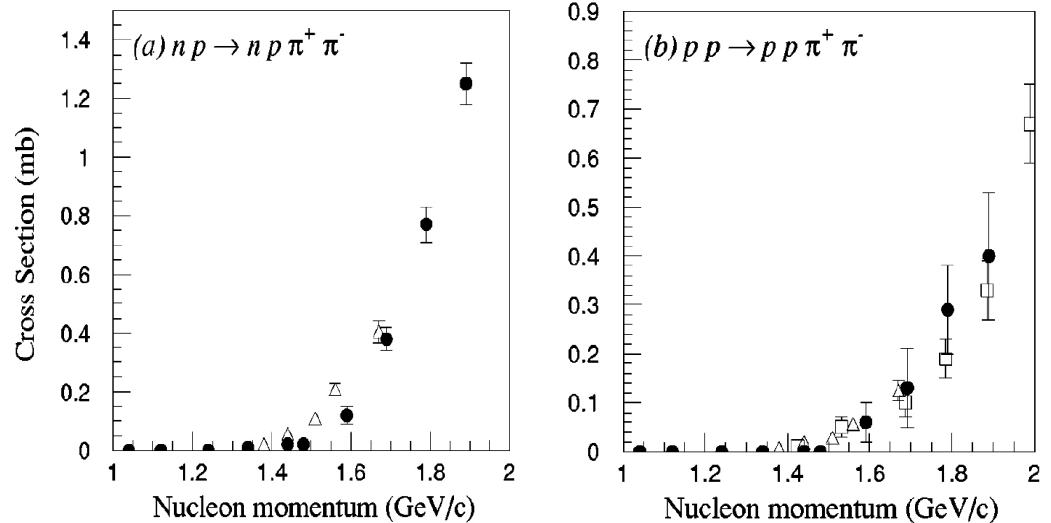 (a) n p → n p π⁺ π⁻
1.4
1.2
1
0.8
0.6
0.4
0.2
0
1 1.2 1.4 1.6 1.8 2
Cross Section (mb)
Nucleon momentum (GeV/c)
(b) p p → p p π⁺ π⁻
0.9
0.8
0.7
0.6
0.5
0.4
0.3
0.2
0.1
0
1 1.2 1.4 1.6 1.8 2
Nucleon momentum (GeV/c)